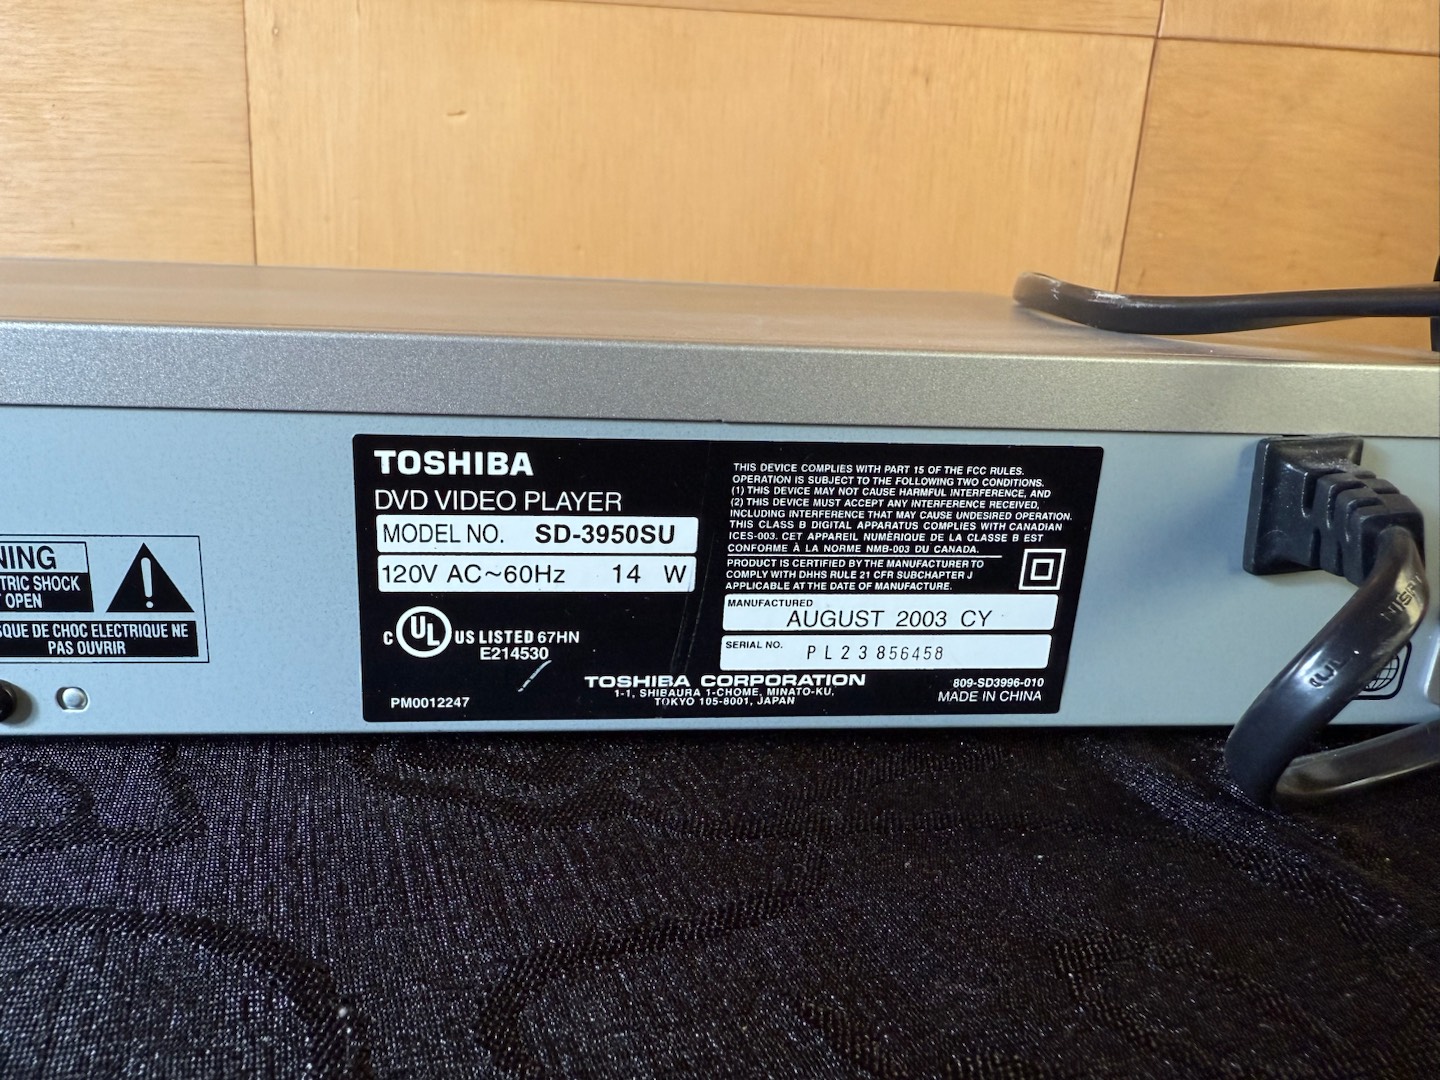 NING
TRIC SHOCK
OPEN
SQUE DE CHOC ELECTRIQUE NE
PAS OUVRIR
TOSHIBA
DVD VIDEO PLAYER
MODEL NO. SD-3950SU
120V AC~60Hz 14 W
C UL US LISTED 67HN
E214530
PM0012247
THIS DEVICE COMPLIES WITH PART 15 OF THE FCC RULES.
OPERATION IS SUBJECT TO THE FOLLOWING TWO CONDITIONS.
(1) THIS DEVICE MAY NOT CAUSE HARMFUL INTERFERENCE, AND
(2) THIS DEVICE MUST ACCEPT ANY INTERFERENCE RECEIVED,
INCLUDING INTERFERENCE THAT MAY CAUSE UNDESIRED OPERATION.
THIS CLASS B DIGITAL APPARATUS COMPLIES WITH CANADIAN
ICES-003. CET APPAREIL NUMÉRIQUE DE LA CLASSE B EST
CONFORME À LA NORME NMB-003 DU CANADA.
PRODUCT IS CERTIFIED BY THE MANUFACTURER TO
COMPLY WITH DHHS RULE 21 CFR SUBCHAPTER J
APPLICABLE AT THE DATE OF MANUFACTURE.
MANUFACTURED
AUGUST 2003 CY
SERIAL NO. PL23856458
TOSHIBA CORPORATION
1-1, SHIBAURA 1-CHOME, MINATO-KU,
TOKYO 105-8001, JAPAN
809-SD3996-010
MADE IN CHINA